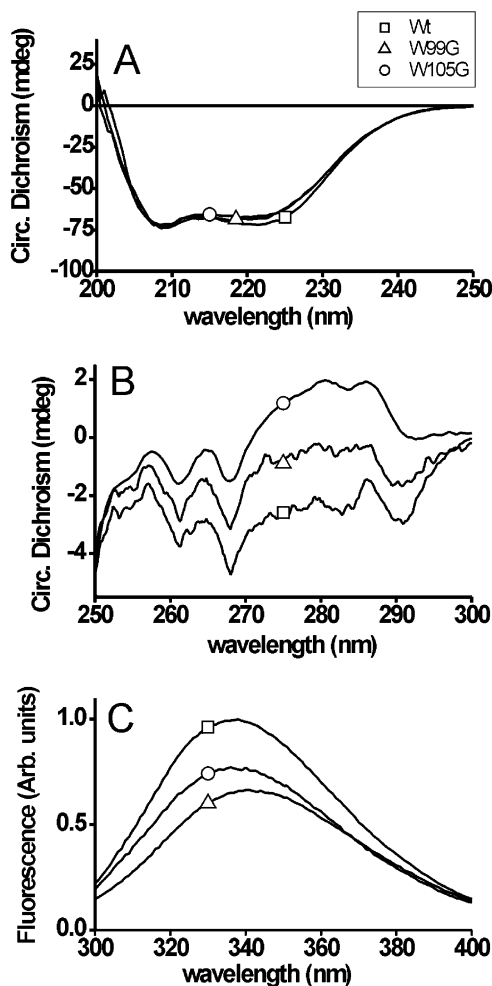 Wt
W99G
W105G
A
Circ. Dichroism (mdeg)
25
0
-25
-50
-75
-100
200 210 220 230 240 250
wavelength (nm)
B
Circ. Dichroism (mdeg)
2
0
-2
-4
250 260 270 280 290 300
wavelength (nm)
C
Fluorescence (Arb. units)
1.0
0.5
0.0
300 320 340 360 380 400
wavelength (nm)